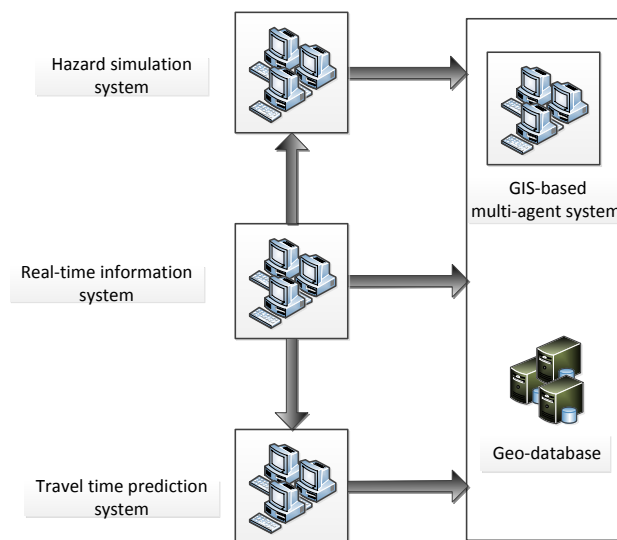 Hazard simulation
system
GIS-based
multi-agent system
Real-time information
system
Geo-database
Travel time prediction
system